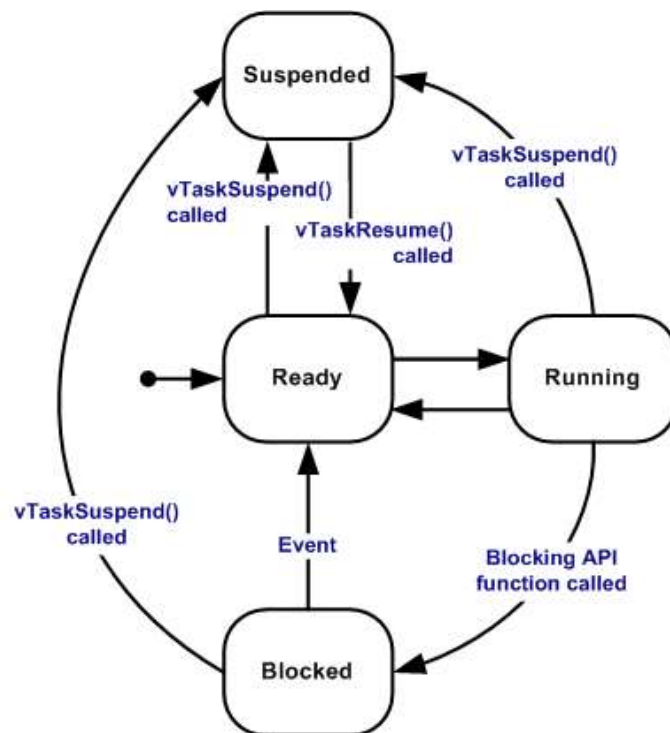 Suspended
vTaskSuspend()
called
vTaskSuspend()
called
vTaskResume()
called
Ready
Running
vTaskSuspend()
called
Event
Blocking API
function called
Blocked